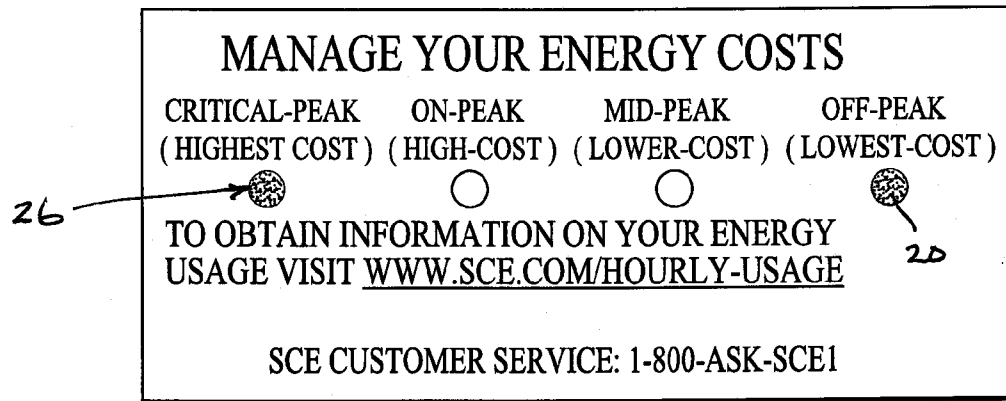 MANAGE YOUR ENERGY COSTS
CRITICAL-PEAK ON-PEAK MID-PEAK OFF-PEAK
( HIGHEST COST ) ( HIGH-COST ) ( LOWER-COST ) ( LOWEST-COST )
26
TO OBTAIN INFORMATION ON YOUR ENERGY
20
USAGE VISIT WWW.SCE.COM/HOURLY-USAGE
SCE CUSTOMER SERVICE: 1-800-ASK-SCE1